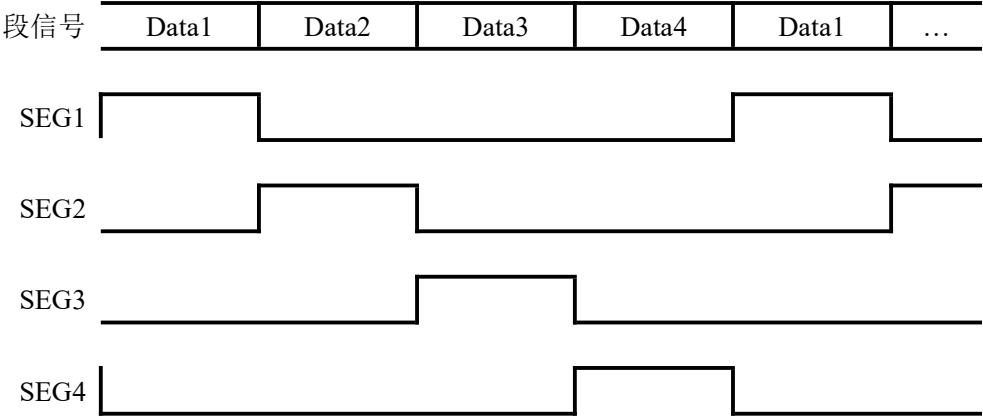 段信号 Data1 Data2 Data3 Data4 Data1 …
SEG1
SEG2
SEG3
SEG4